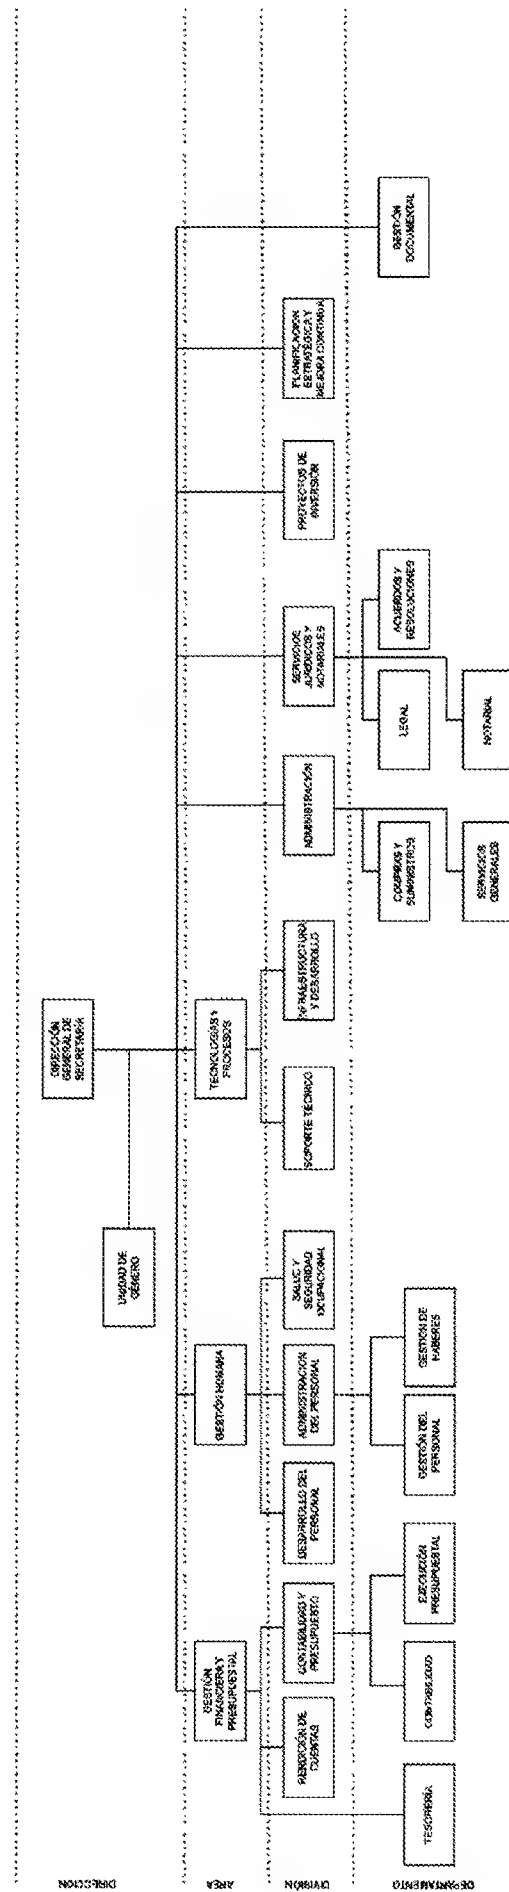 DIRECCIÓN
DIRECCIÓN
GENERAL DE
SECRETARÍA
UNIDAD DE
GÉNERO
ÁREA
GESTIÓN
FINANCIERA Y
PRESUPUESTAL
GESTIÓN HUMANA
TECNOLOGÍAS Y
PROCESOS
DIVISIÓN
RENDICIÓN DE
CUENTAS
CONTABILIDAD Y
PRESUPUESTO
DESARROLLO DEL
PERSONAL
ADMINISTRACIÓN
DEL PERSONAL
SALUD Y
SEGURIDAD
OCUPACIONAL
SOPORTE TÉCNICO
INFRAESTRUCTURA
Y DESARROLLO
ADMINISTRACIÓN
SERVICIOS
JURÍDICOS Y
NOTARIALES
PROYECTOS DE
INVERSIÓN
PLANIFICACIÓN
ESTRATÉGICA Y
MEJORA CONTINUA
DEPARTAMENTO
TESORERÍA
CONTABILIDAD
EJECUCIÓN
PRESUPUESTAL
GESTIÓN DEL
PERSONAL
GESTIÓN DE
HABERES
COMPRAS Y
SUMINISTROS
SERVICIOS
GENERALES
LEGAL
NOTARIAL
ACUERDOS Y
RESOLUCIONES
GESTIÓN
DOCUMENTAL